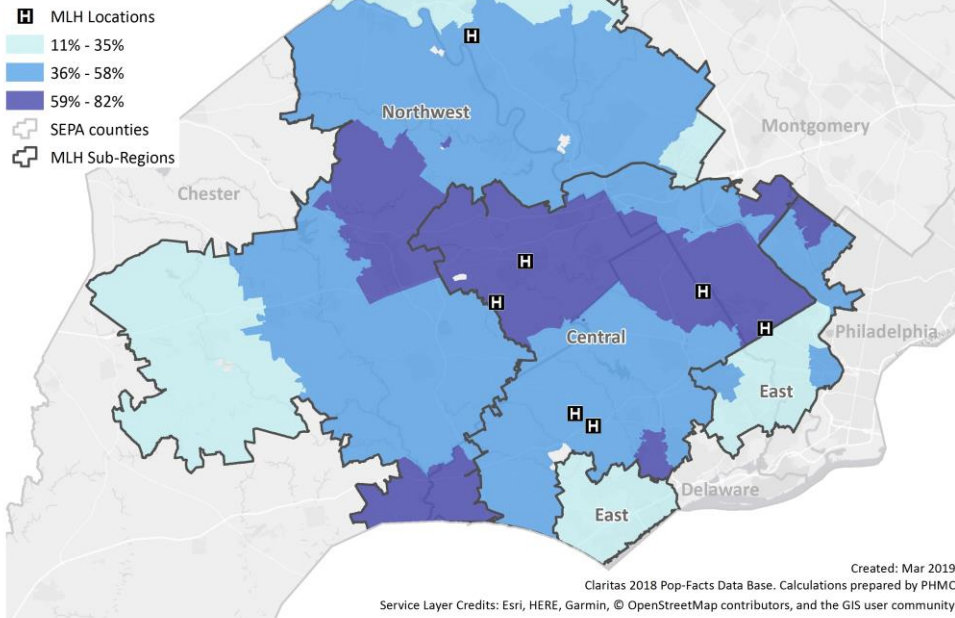 H MLH Locations
11% - 35%
36% - 58%
59% - 82%
SEPA counties
MLH Sub-Regions
H
Northwest
Montgomery
Chester
H
H
H
H
Central
Philadelphia
East
H
H
Delaware
East
Created: Mar 2019
Claritas 2018 Pop-Facts Data Base. Calculations prepared by PHMC
Service Layer Credits: Esri, HERE, Garmin, © OpenStreetMap contributors, and the GIS user community